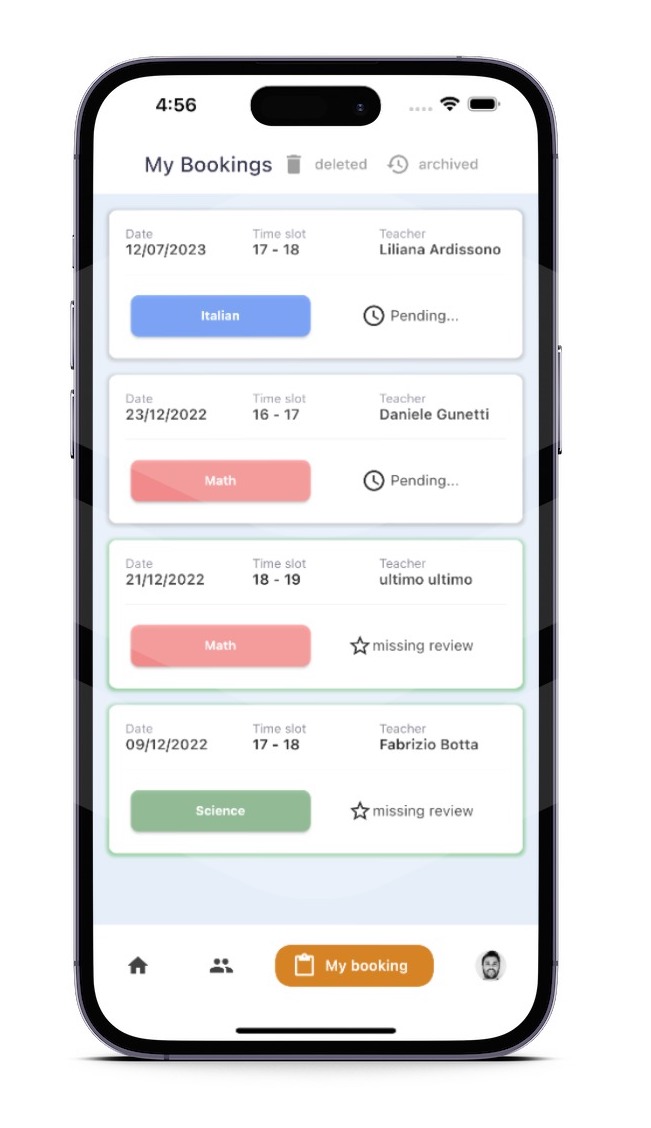 4:56
My Bookings deleted archived
Date Time slot Teacher
12/07/2023 17 - 18 Liliana Ardissono
Italian Pending...
Date Time slot Teacher
23/12/2022 16 - 17 Daniele Gunetti
Math Pending...
Date Time slot Teacher
21/12/2022 18 - 19 ultimo ultimo
Math missing review
Date Time slot Teacher
09/12/2022 17 - 18 Fabrizio Botta
Science missing review
My booking